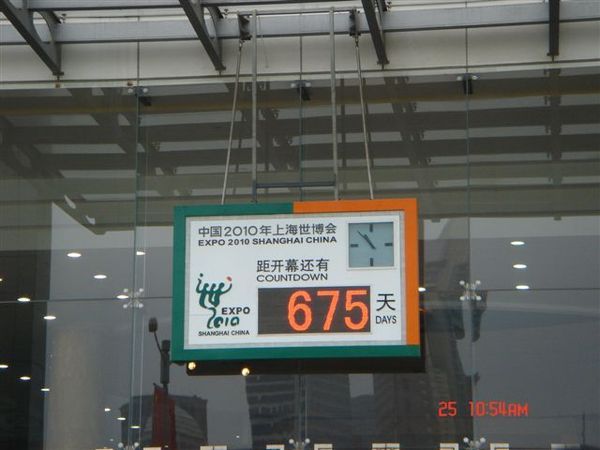 中国2010年上海世博会
EXPO 2010 SHANGHAI CHINA
距开幕还有
COUNTDOWN
675 天
DAYS
EXPO
2010
SHANGHAI CHINA
25 10:54AM